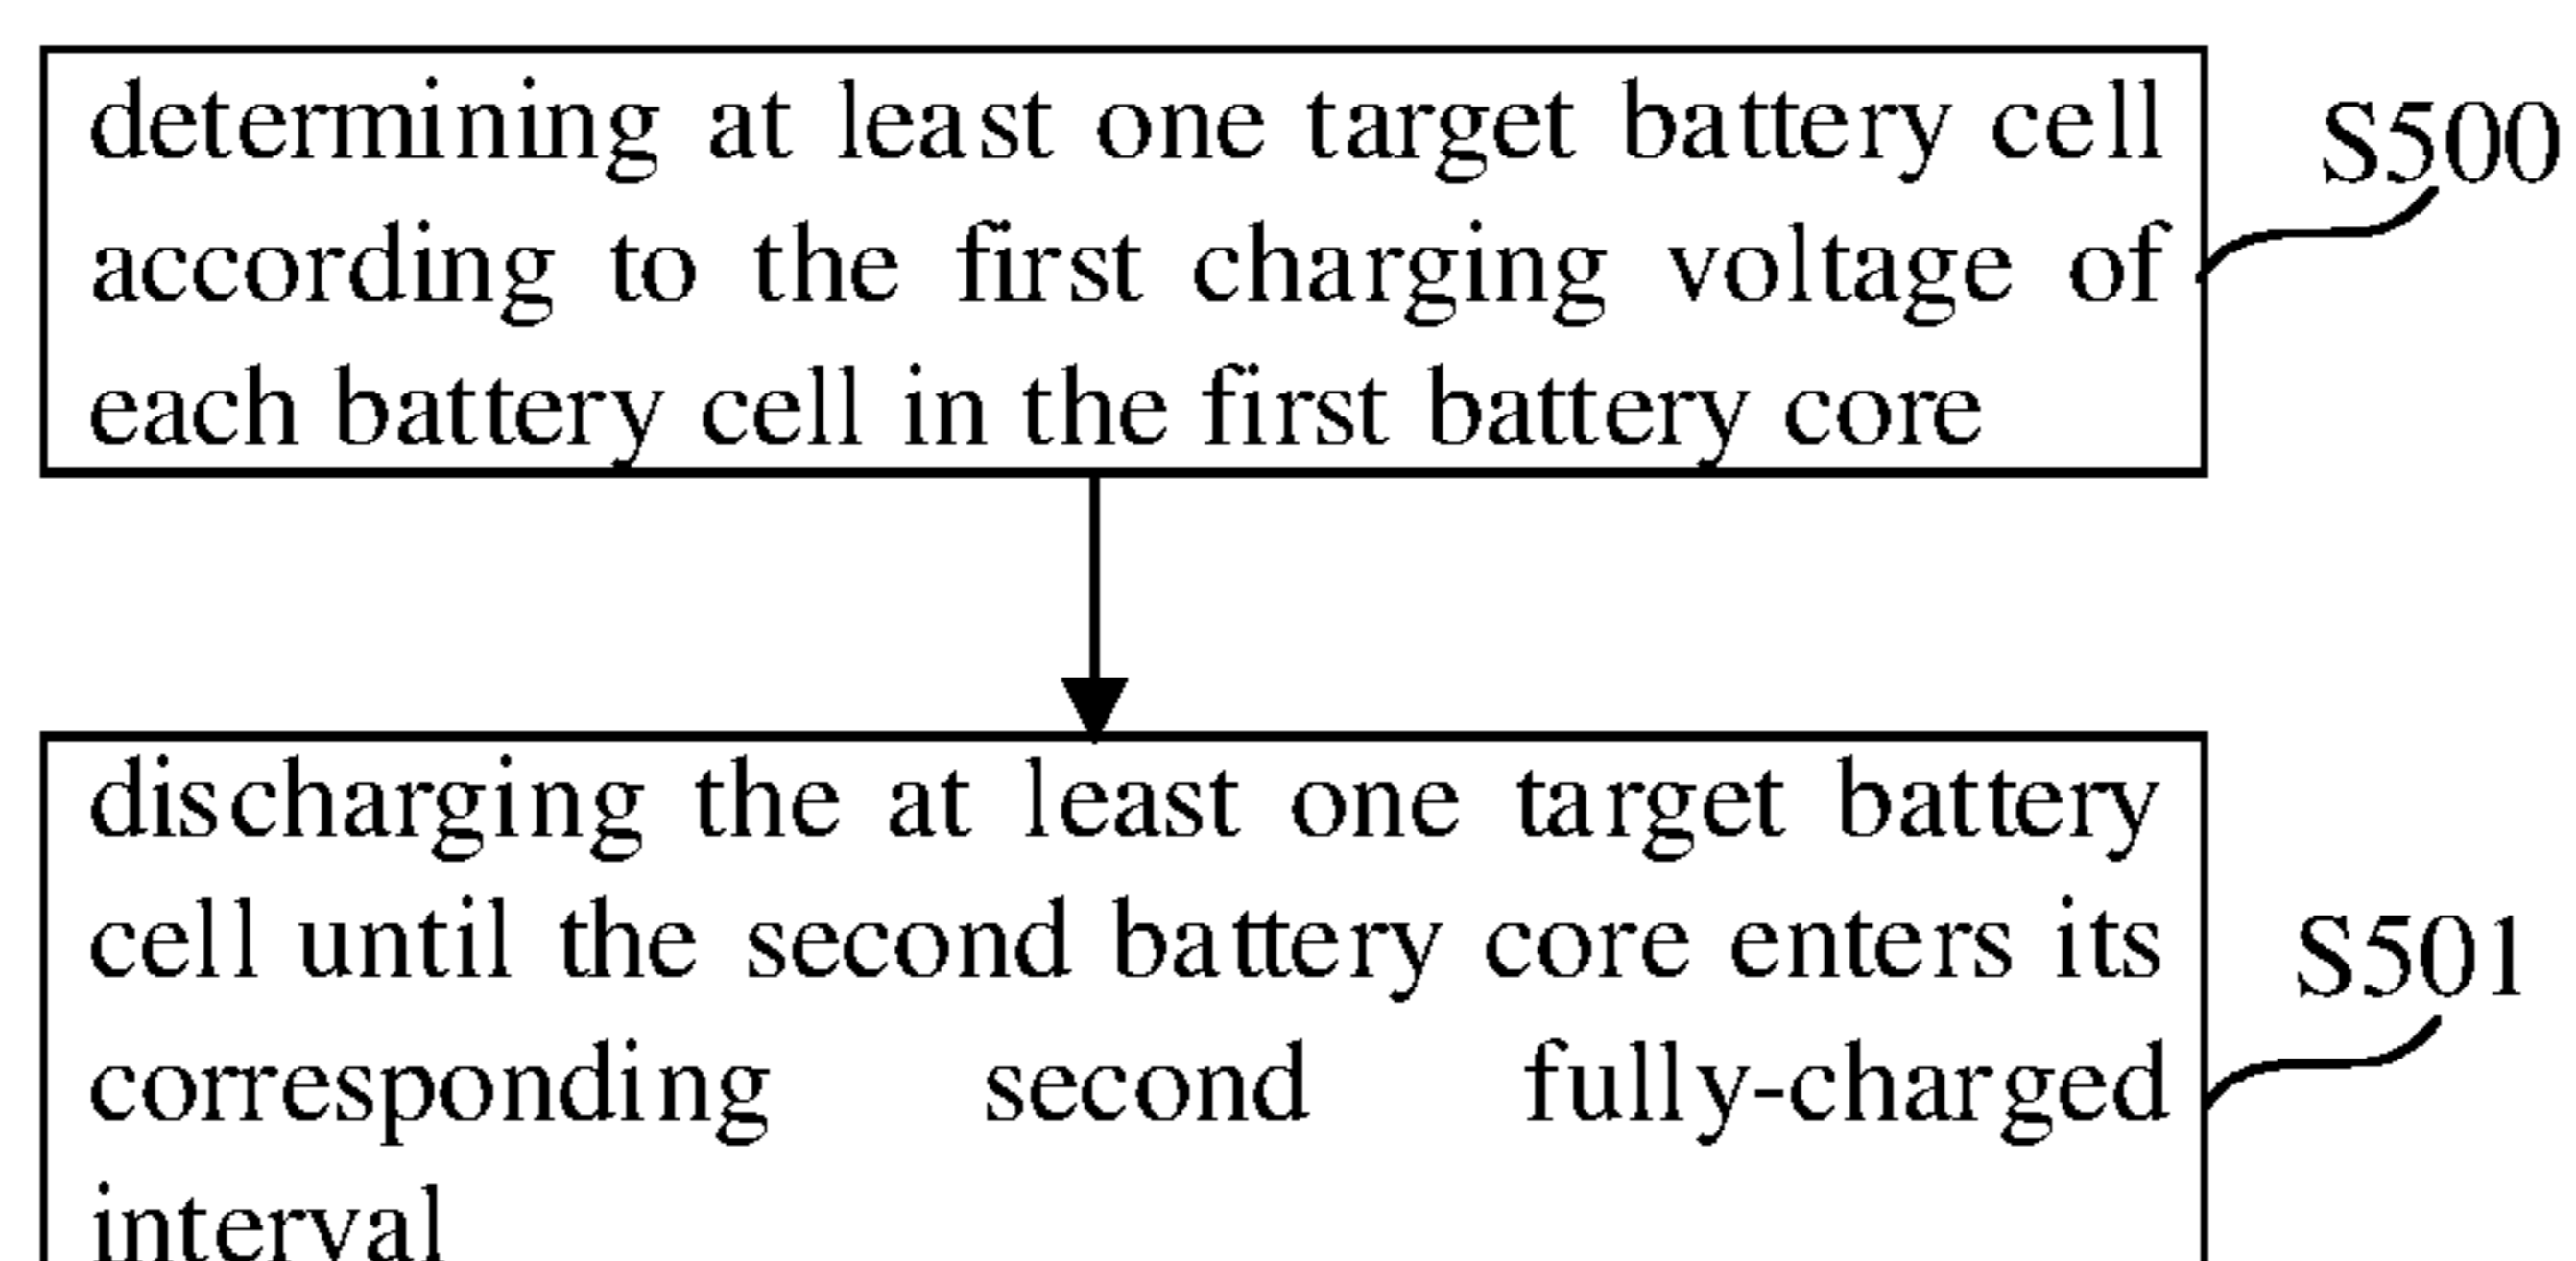 determining at least one target battery cell
according to the first charging voltage of
each battery cell in the first battery core
S500
discharging the at least one target battery
cell until the second battery core enters its
corresponding second fully-charged
interval
S501